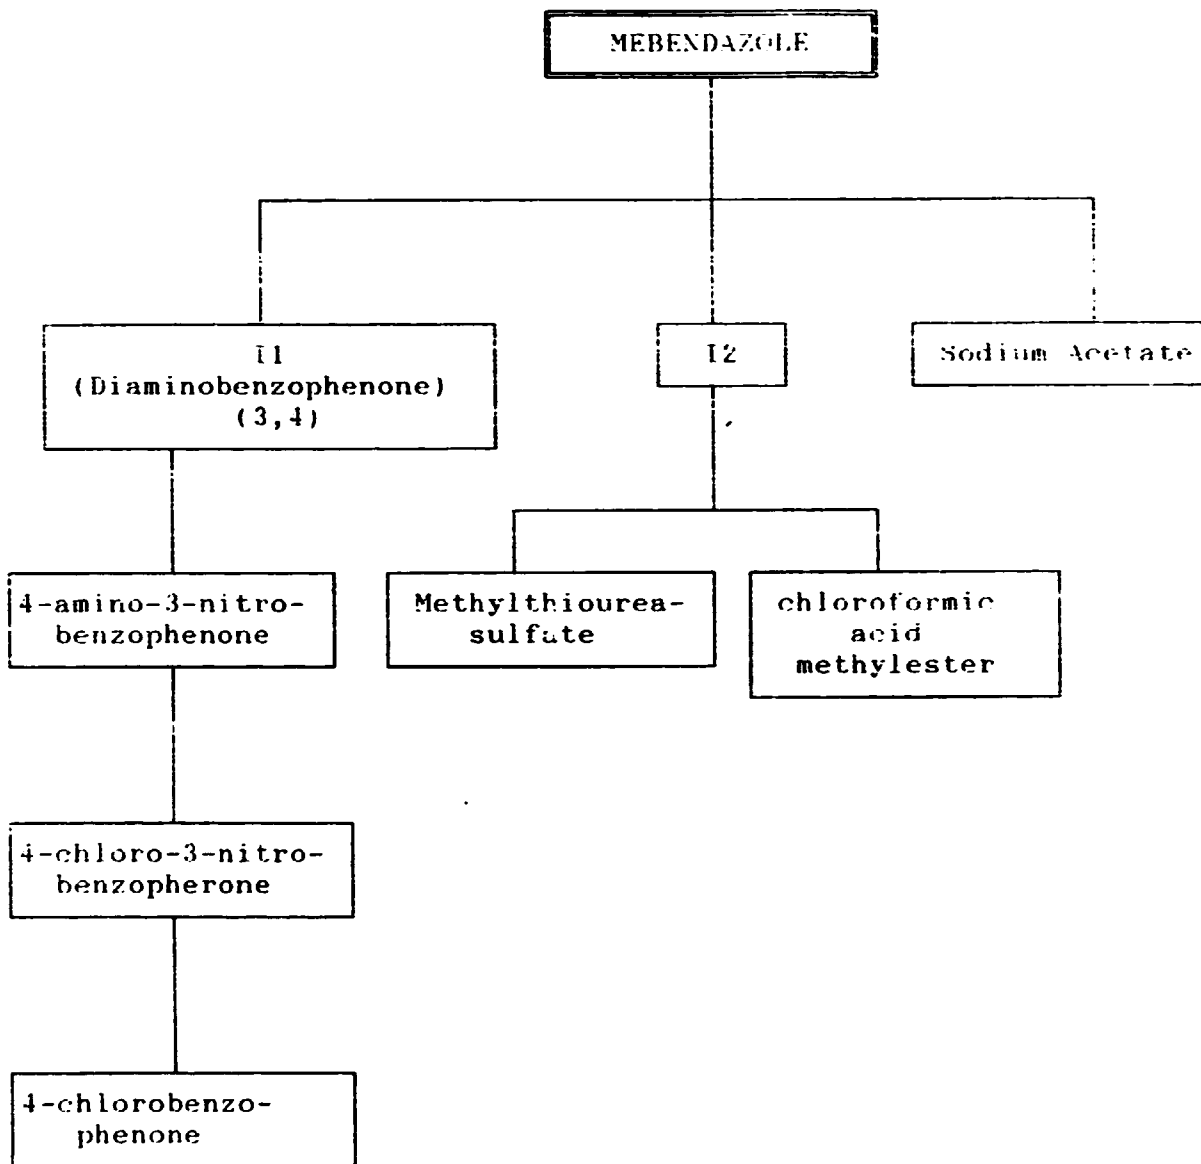 MEBENDAZOLE
I1
(Diaminobenzophenone)
(3,4)
I2
Sodium Acetate
4-amino-3-nitro-
benzophenone
Methylthiourea-
sulfate
chloroformic
acid
methylester
4-chloro-3-nitro-
benzopherone
4-chlorobenzo-
phenone